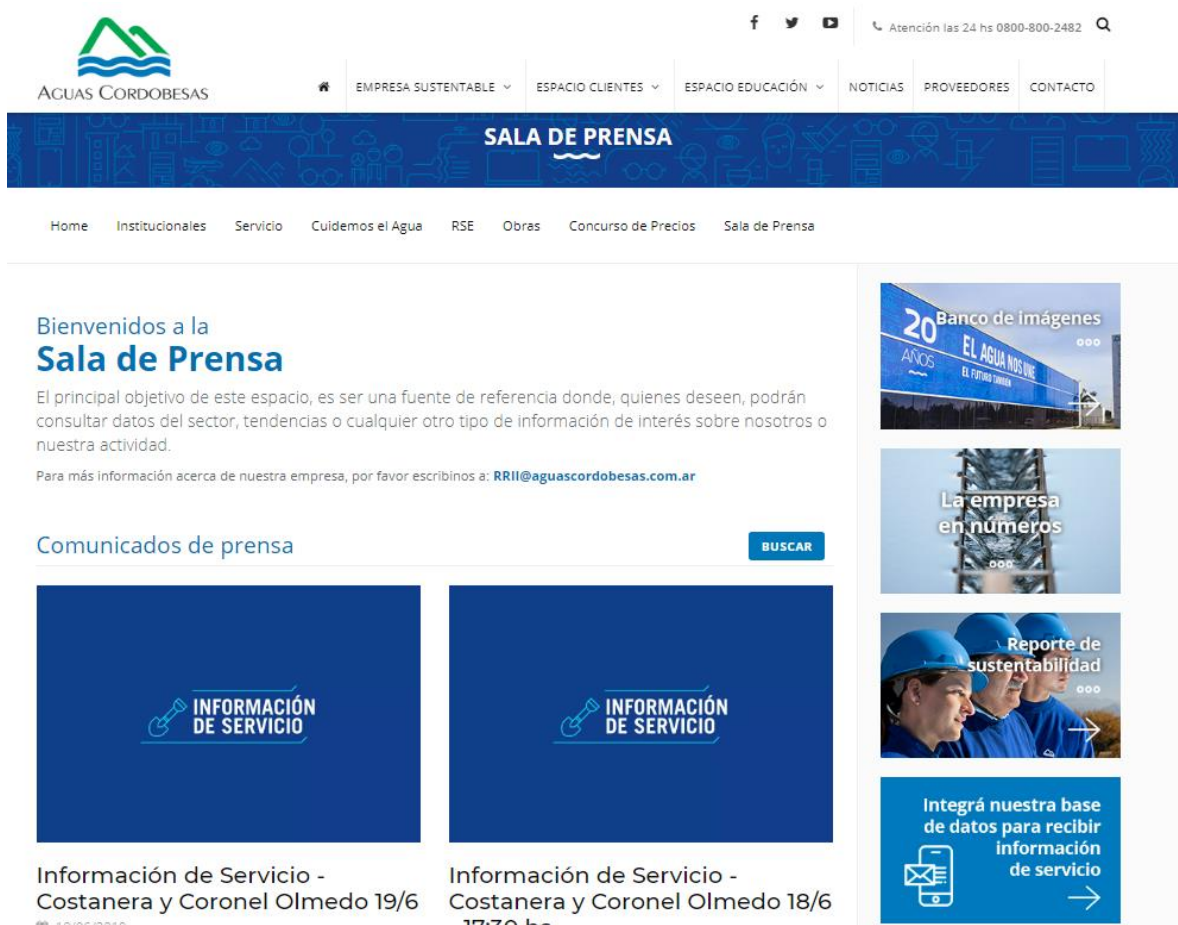 Atención las 24 hs 0800-800-2482
AGUAS CORDOBESAS
EMPRESA SUSTENTABLE
ESPACIO CLIENTES
ESPACIO EDUCACIÓN
NOTICIAS
PROVEEDORES
CONTACTO
SALA DE PRENSA
Home Institucionales Servicio Cuidemos el Agua RSE Obras Concurso de Precios Sala de Prensa
Bienvenidos a la
Sala de Prensa
El principal objetivo de este espacio, es ser una fuente de referencia donde, quienes deseen, podrán
consultar datos del sector, tendencias o cualquier otro tipo de información de interés sobre nosotros o
nuestra actividad.
Para más información acerca de nuestra empresa, por favor escribinos a: RRII@aguascordobesas.com.ar
Comunicados de prensa
BUSCAR
INFORMACIÓN
DE SERVICIO
Información de Servicio -
Costanera y Coronel Olmedo 19/6
INFORMACIÓN
DE SERVICIO
Información de Servicio -
Costanera y Coronel Olmedo 18/6
- 17:30 hs
Banco de imágenes
20
AÑOS
EL AGUA NOS UNE
EL FUTURO TAMBIÉN
La empresa
en números
Reporte de
sustentabilidad
Integrá nuestra base
de datos para recibir
información
de servicio